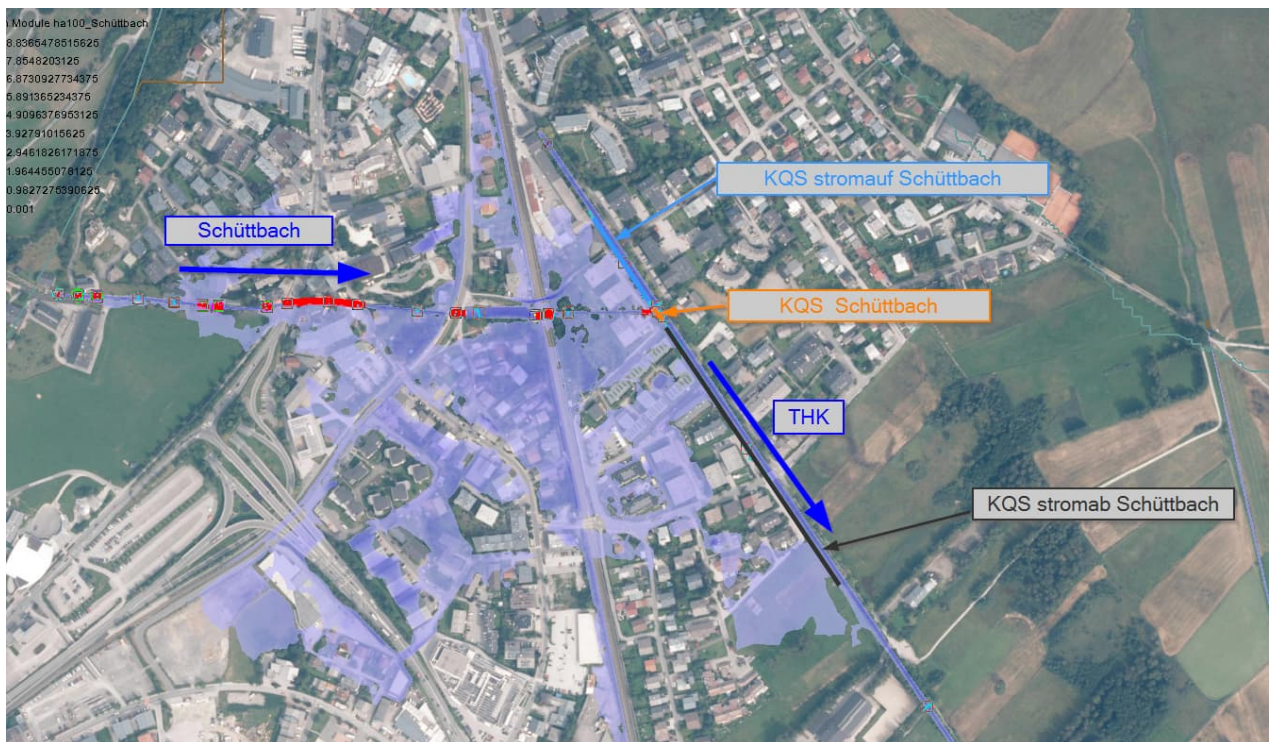 Module ha100_Schüttbach
8.8365478515625
7.8548203125
6.8730927734375
5.891365234375
4.9096376953125
3.92791015625
2.9461826171875
1.964455078125
0.9827275390625
0.001
KQS stromauf Schüttbach
Schüttbach
KQS Schüttbach
THK
KQS stromab Schüttbach